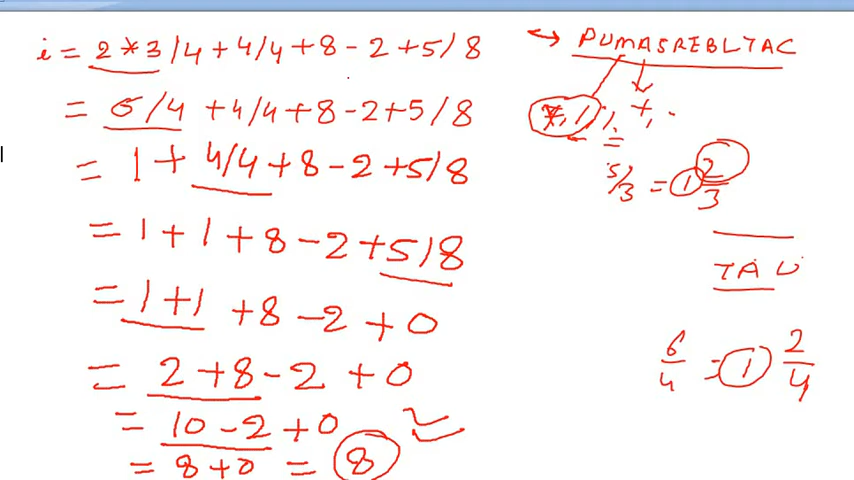 i = 2 * 3 / 4 + 4 / 4 + 8 - 2 + 5 / 8
= 6 / 4 + 4 / 4 + 8 - 2 + 5 / 8
= 1 + 4 / 4 + 8 - 2 + 5 / 8
= 1 + 1 + 8 - 2 + 5 / 8
= 1 + 1 + 8 - 2 + 0
= 2 + 8 - 2 + 0
= 10 - 2 + 0
= 8 + 0 = 8
↔ PUMASREBLTAC
*, /, % +, -
5/3 = 1 2/3
TAU
6/4 = 1 2/4